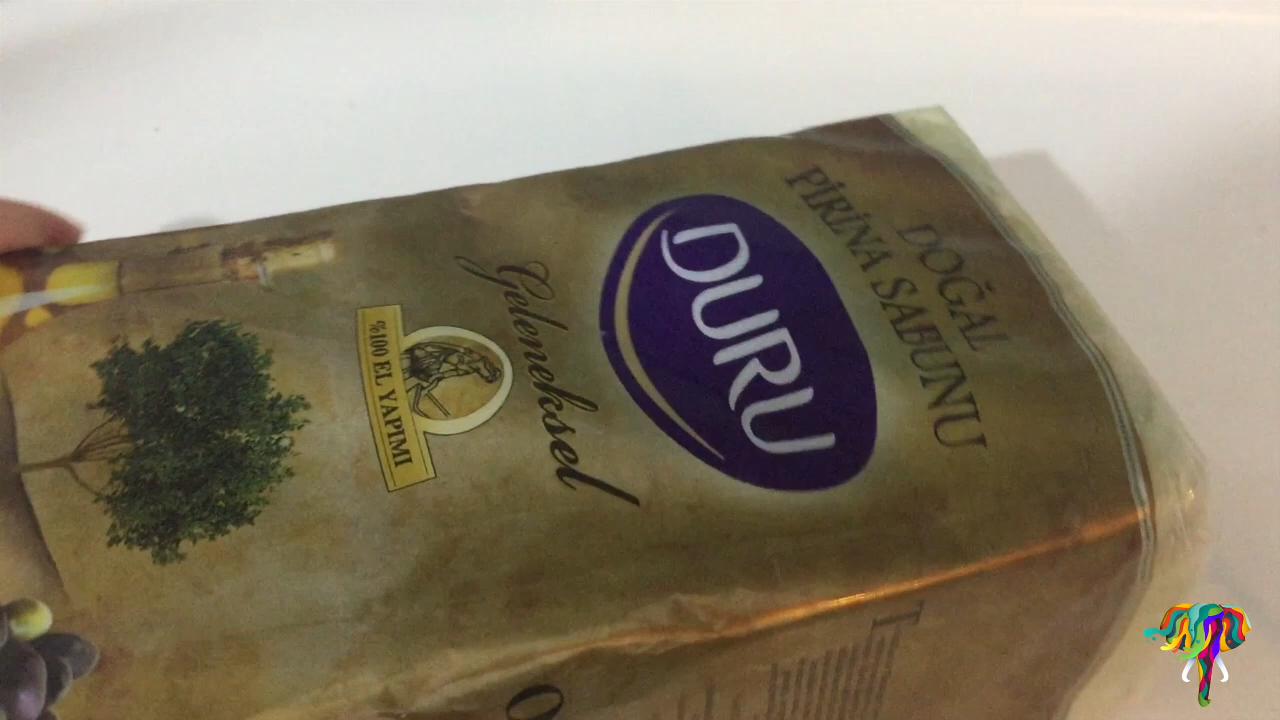 DOĞAL
PİRİNA SABUNU
DURU
Geleneksel
%100 EL YAPIMI